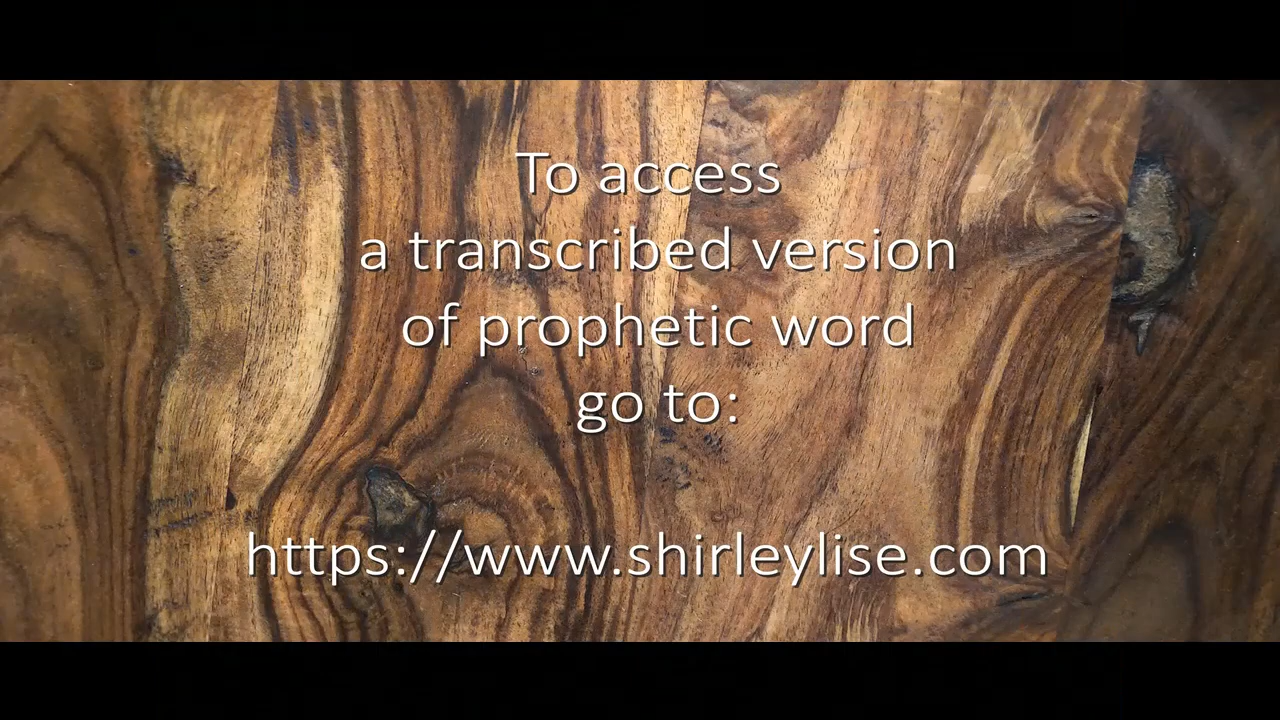 To access
a transcribed version
of prophetic word
go to:
https://www.shirleylise.com